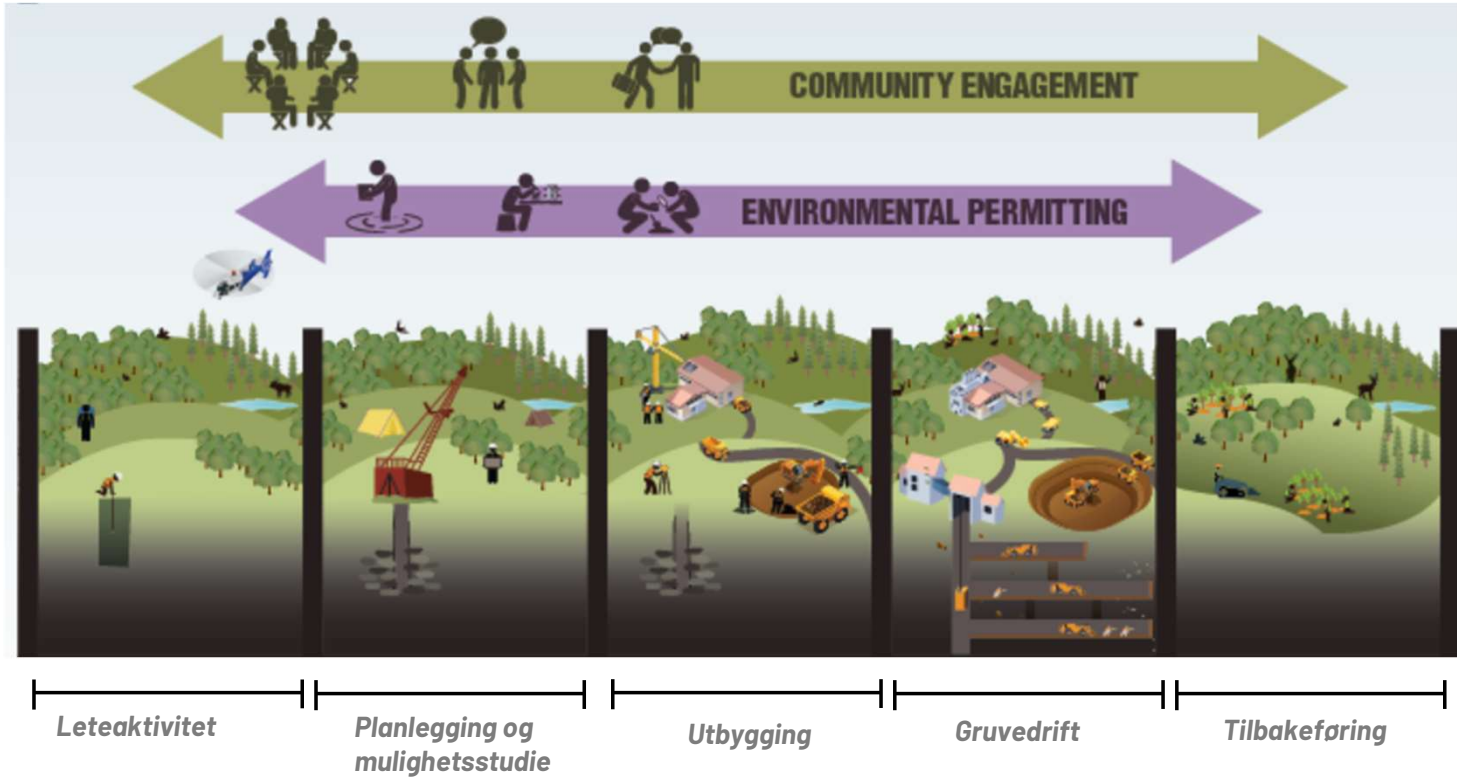 COMMUNITY ENGAGEMENT
ENVIRONMENTAL PERMITTING
Leteaktivitet
Planlegging og
mulighetsstudie
Utbygging
Gruvedrift
Tilbakeføring